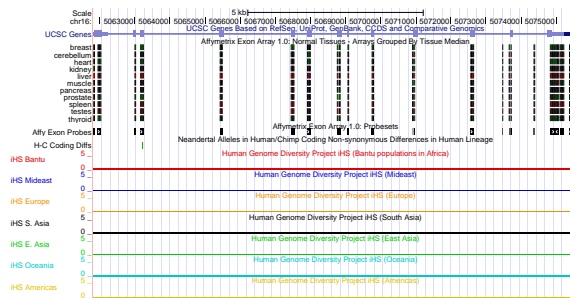 Scale 5 kb
chr16: 5063000 5064000 5065000 5066000 5067000 5068000 5069000 5070000 5071000 5072000 5073000 5074000 5075000
UCSC Genes Based on RefSeq, UniProt, GenBank, CCDS and Comparative Genomics
UCSC Genes
Affymetrix Exon Array 1.0: Normal Tissues - Arrays Grouped By Tissue Median
breast
cerebellum
heart
kidney
liver
muscle
pancreas
prostate
spleen
testes
thyroid
Affymetrix Exon Array 1.0: Probesets
Affy Exon Probes
Neandertal Alleles in Human/Chimp Coding Non-synonymous Differences in Human Lineage
H-C Coding Diffs
Human Genome Diversity Project iHS (Bantu populations in Africa)
5 _
iHS Bantu
0 _
Human Genome Diversity Project iHS (Mideast)
5 _
iHS Mideast
0 _
Human Genome Diversity Project iHS (Europe)
5 _
iHS Europe
0 _
Human Genome Diversity Project iHS (South Asia)
5 _
iHS S. Asia
0 _
Human Genome Diversity Project iHS (East Asia)
5 _
iHS E. Asia
0 _
Human Genome Diversity Project iHS (Oceania)
5 _
iHS Oceania
0 _
Human Genome Diversity Project iHS (Americas)
5 _
iHS Americas
0 _